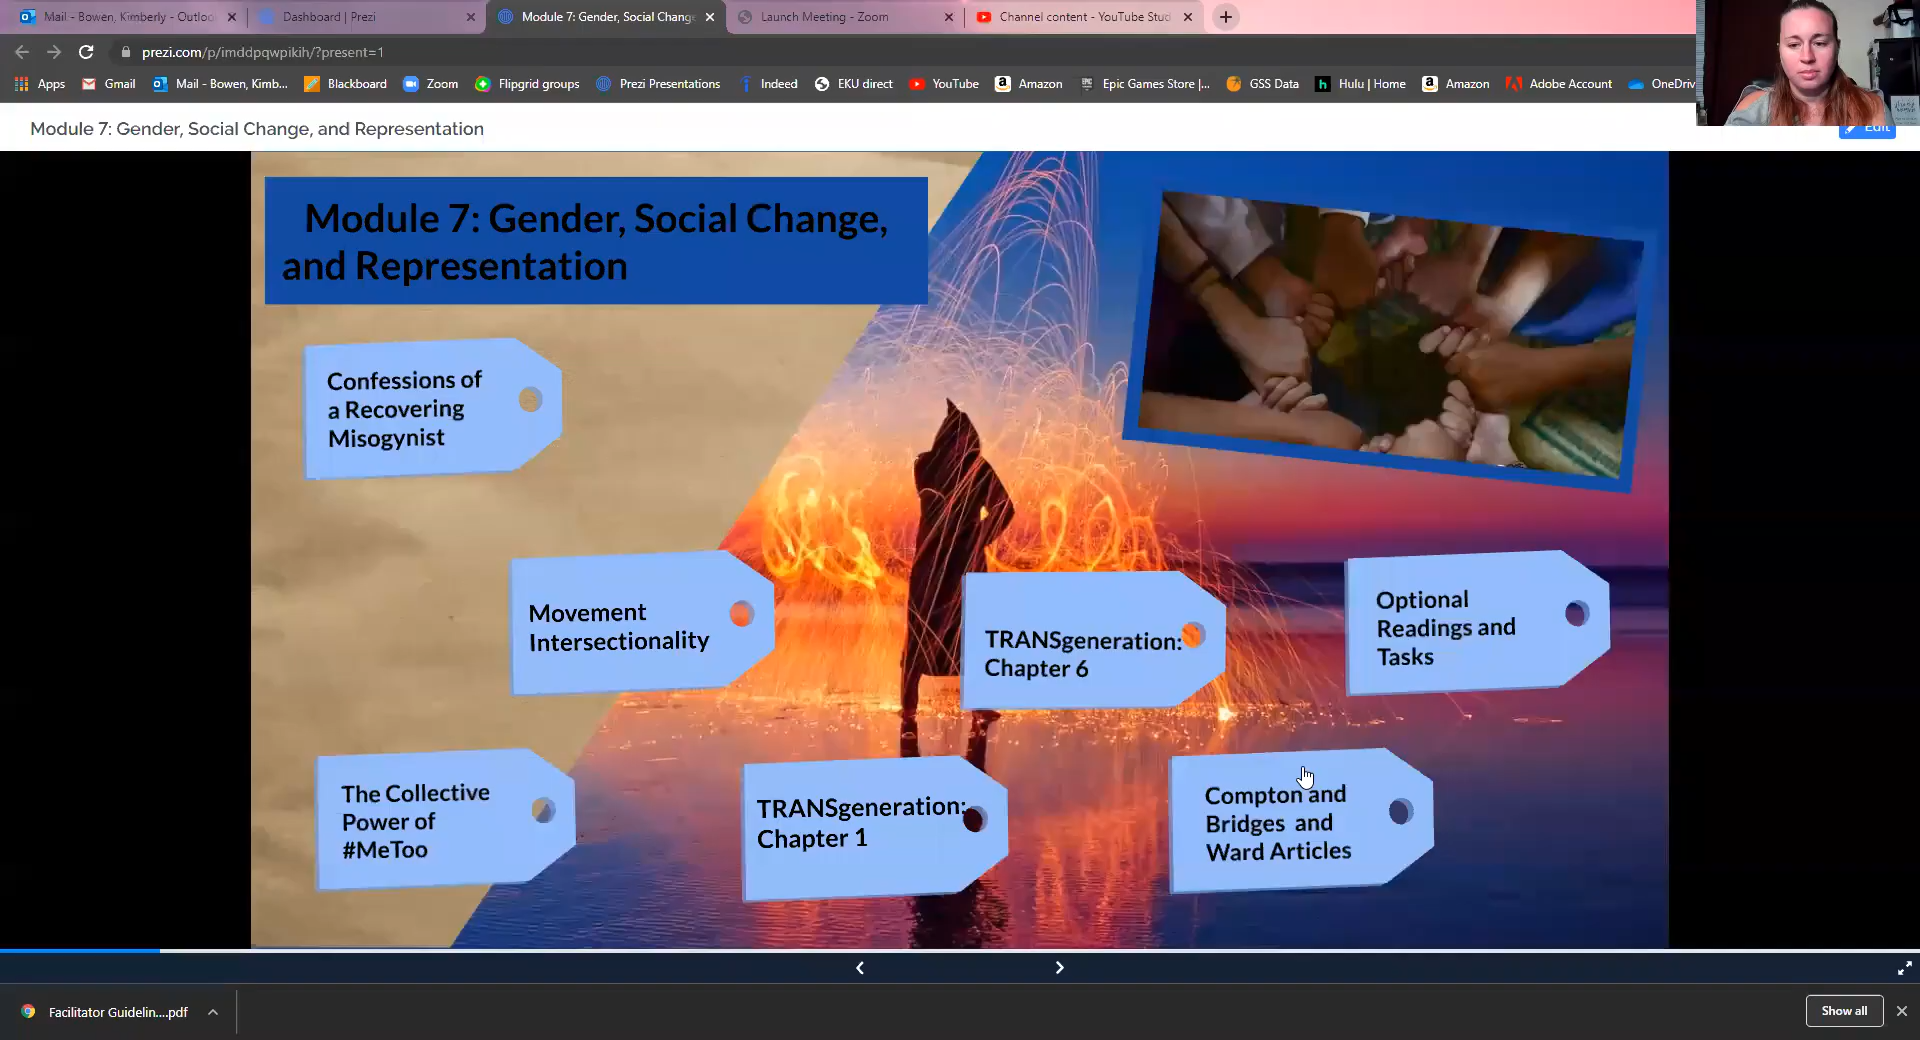 Mail - Bowen, Kimberly - Outloo
Dashboard | Prezi
Module 7: Gender, Social Change
Launch Meeting - Zoom
Channel content - YouTube Stud
prezi.com/p/imddpqwpikih/?present=1
Apps
Gmail
Mail - Bowen, Kimb...
Blackboard
Zoom
Flipgrid groups
Prezi Presentations
Indeed
EKU direct
YouTube
Amazon
Epic Games Store |...
GSS Data
Hulu | Home
Amazon
Adobe Account
OneDriv
Module 7: Gender, Social Change, and Representation
Edit
Module 7: Gender, Social Change,
and Representation
Confessions of
a Recovering
Misogynist
Movement
Intersectionality
TRANSgeneration:
Chapter 6
Optional
Readings and
Tasks
The Collective
Power of
#MeToo
TRANSgeneration:
Chapter 1
Compton and
Bridges and
Ward Articles
Facilitator Guidelin....pdf
Show all